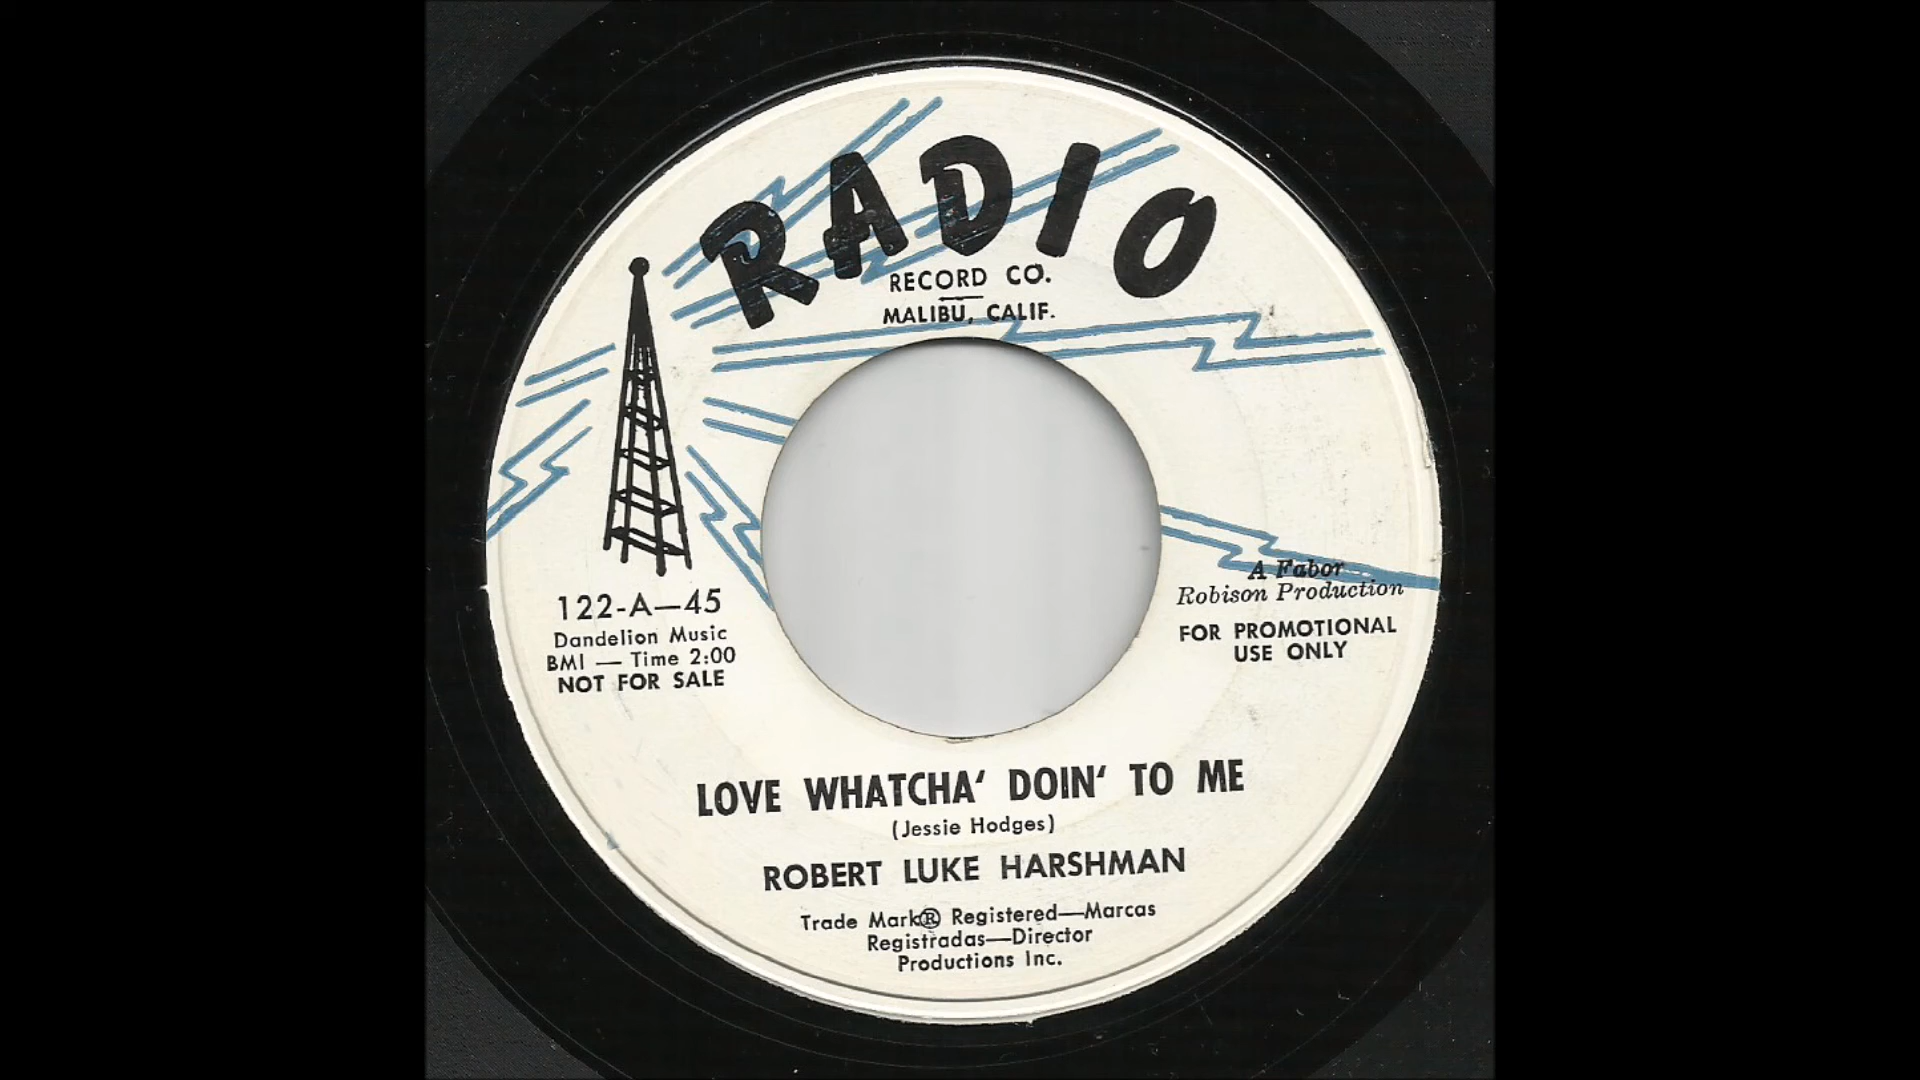 RADIO
RECORD CO.
MALIBU, CALIF.
122-A—45
Dandelion Music
BMI — Time 2:00
NOT FOR SALE
A Fabor
Robison Production
FOR PROMOTIONAL
USE ONLY
LOVE WHATCHA‘ DOIN‘ TO ME
(Jessie Hodges)
ROBERT LUKE HARSHMAN
Trade Mark® Registered—Marcas
Registradas—Director
Productions Inc.